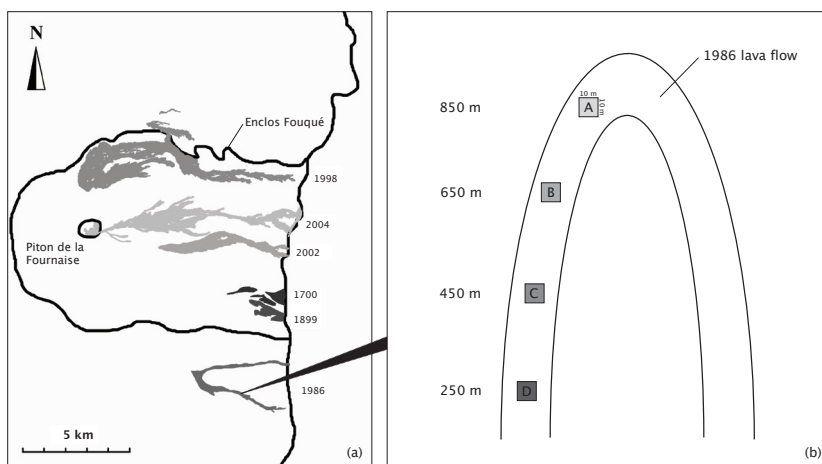 N
Enclos Fouqué
1998
2004
2002
Piton de la
Fournaise
1700
1899
1986
5 km
(a)
1986 lava flow
850 m
10 m
10 m
A
650 m
B
450 m
C
250 m
D
(b)